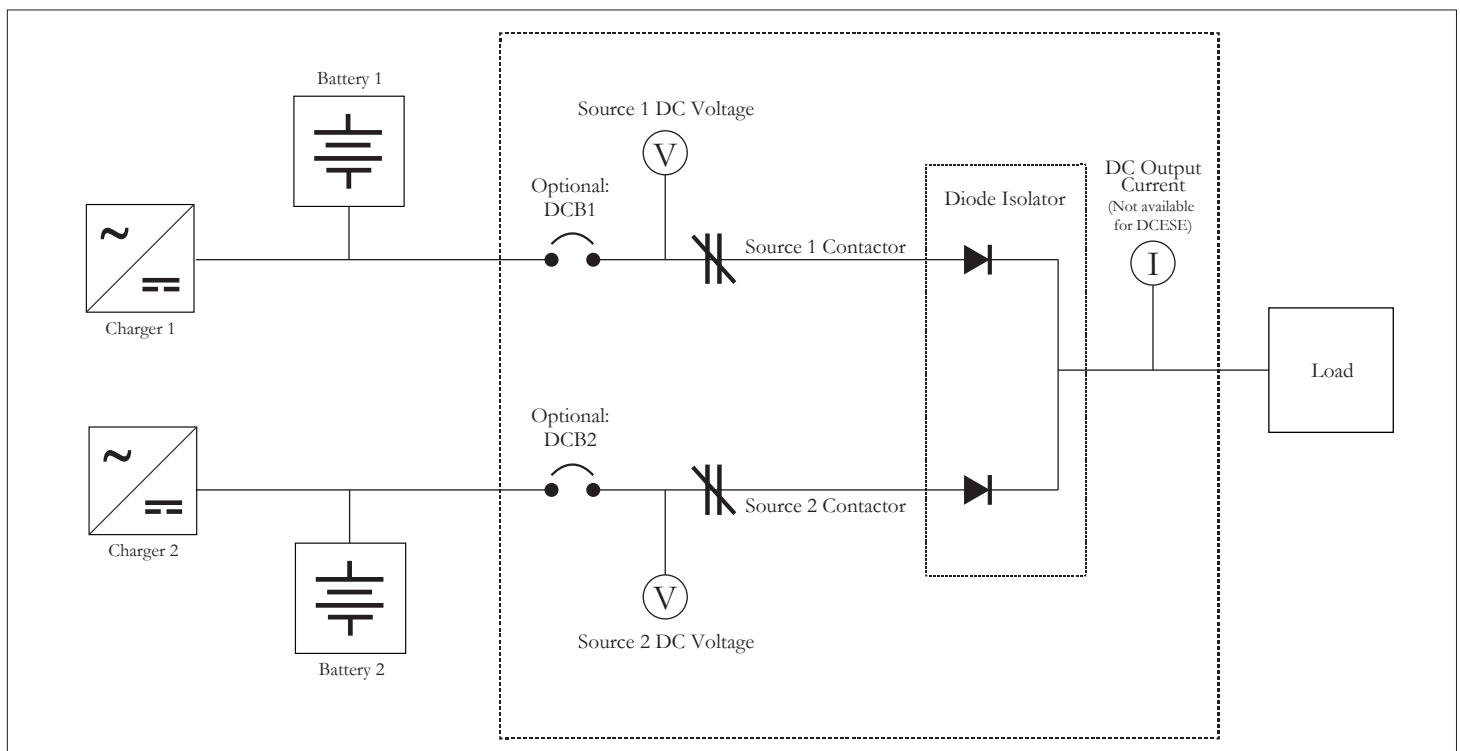 Battery 1
Source 1 DC Voltage
V
Optional:
DCB1
Diode Isolator
DC Output
Current
(Not available
for DCESE)
I
~
Source 1 Contactor
Charger 1
Load
Optional:
DCB2
~
Source 2 Contactor
Charger 2
V
Source 2 DC Voltage
Battery 2